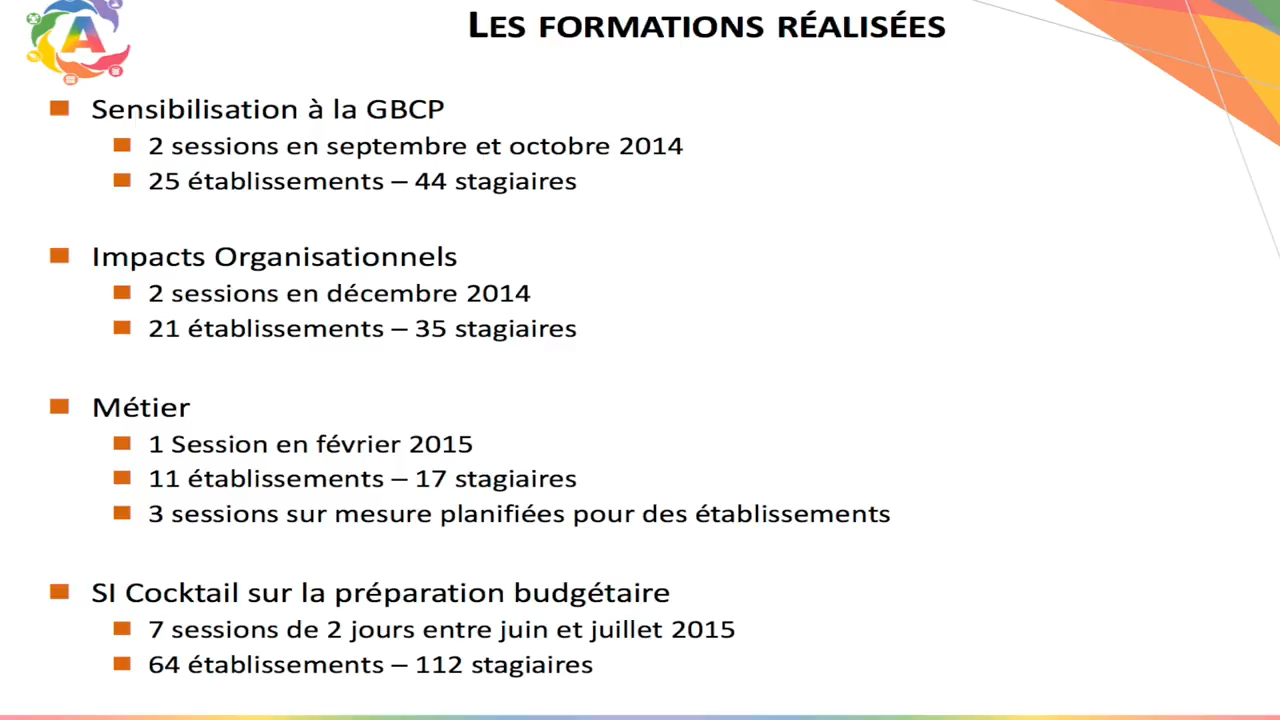 LES FORMATIONS RÉALISÉES
Sensibilisation à la GBCP
2 sessions en septembre et octobre 2014
25 établissements – 44 stagiaires
Impacts Organisationnels
2 sessions en décembre 2014
21 établissements – 35 stagiaires
Métier
1 Session en février 2015
11 établissements – 17 stagiaires
3 sessions sur mesure planifiées pour des établissements
SI Cocktail sur la préparation budgétaire
7 sessions de 2 jours entre juin et juillet 2015
64 établissements – 112 stagiaires